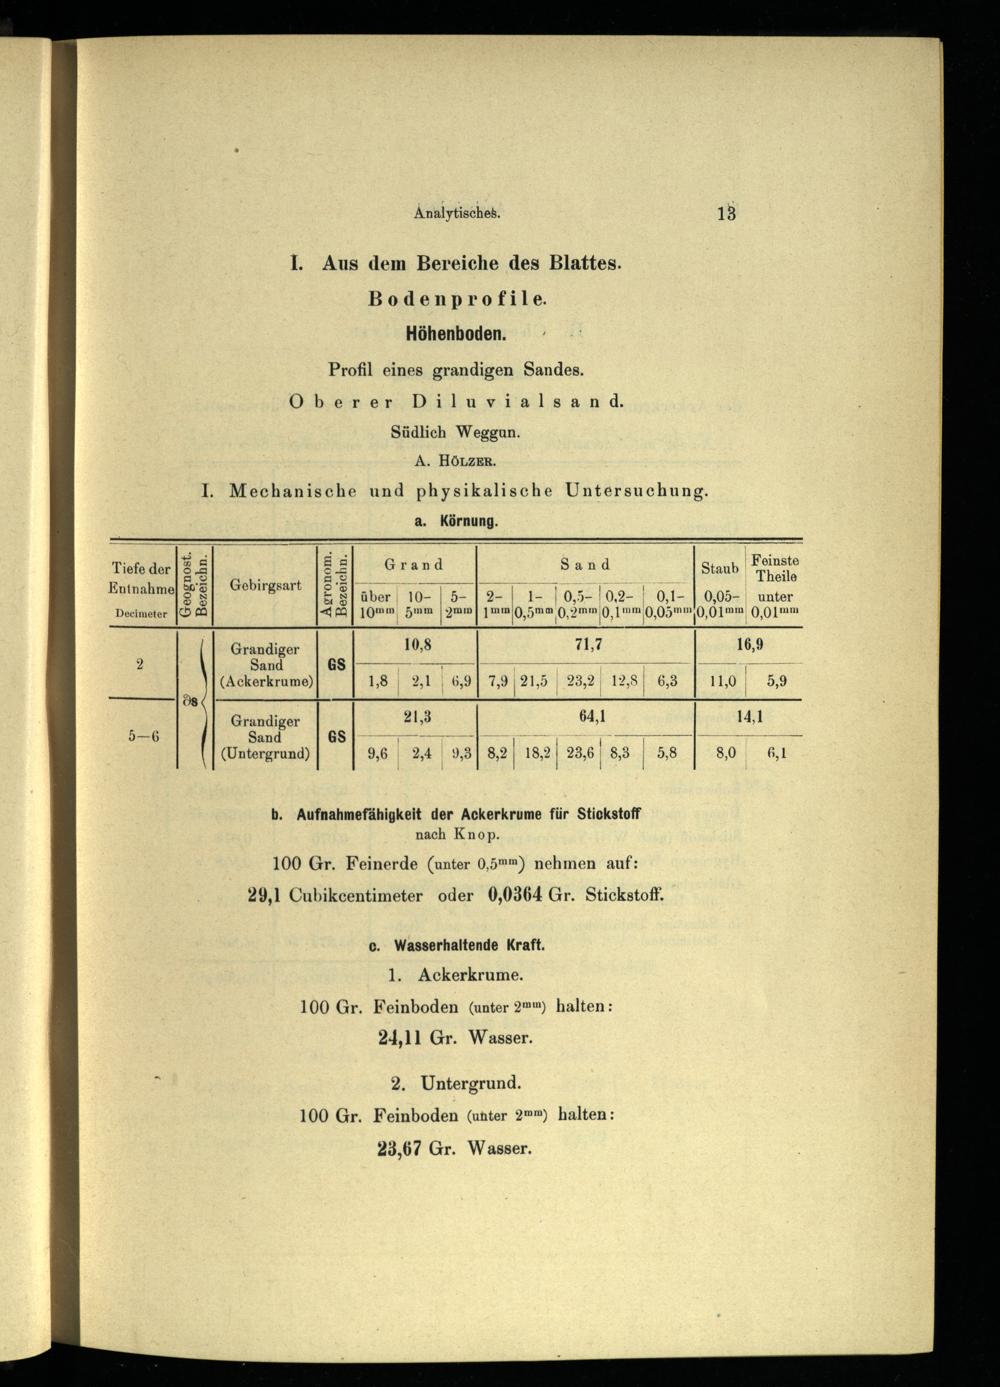 Analytisches. 13
I. Aus dem Bereiche des Blattes.
Bodenprofile.
Höhenboden.
Profil eines grandigen Sandes.
Oberer Diluvialsand.
Südlich Weggun.
A. HÖLZER.
I. Mechanische und physikalische Untersuchung.
a. Körnung.
Tiefe der Entnahme Decimeter | Geognost. Bezeichn. | Gebirgsart | Agronom. Bezeichn. | Grand | Sand | Staub | Feinste Theile
über 10mm | 10–5mm | 5–2mm | 2–1mm | 1–0,5mm | 0,5–0,2mm | 0,2–0,1mm | 0,1–0,05mm | 0,05–0,01mm | unter 0,01mm
2 | ∂s | Grandiger Sand (Ackerkrume) | GS | 10,8 | 71,7 | 16,9
1,8 | 2,1 | 6,9 | 7,9 | 21,5 | 23,2 | 12,8 | 6,3 | 11,0 | 5,9
5—6 | Grandiger Sand (Untergrund) | GS | 21,3 | 64,1 | 14,1
9,6 | 2,4 | 9,3 | 8,2 | 18,2 | 23,6 | 8,3 | 5,8 | 8,0 | 6,1
b. Aufnahmefähigkeit der Ackerkrume für Stickstoff
nach Knop.
100 Gr. Feinerde (unter 0,5mm) nehmen auf:
29,1 Cubikcentimeter oder 0,0364 Gr. Stickstoff.
c. Wasserhaltende Kraft.
1. Ackerkrume.
100 Gr. Feinboden (unter 2mm) halten:
24,11 Gr. Wasser.
2. Untergrund.
100 Gr. Feinboden (unter 2mm) halten:
23,67 Gr. Wasser.